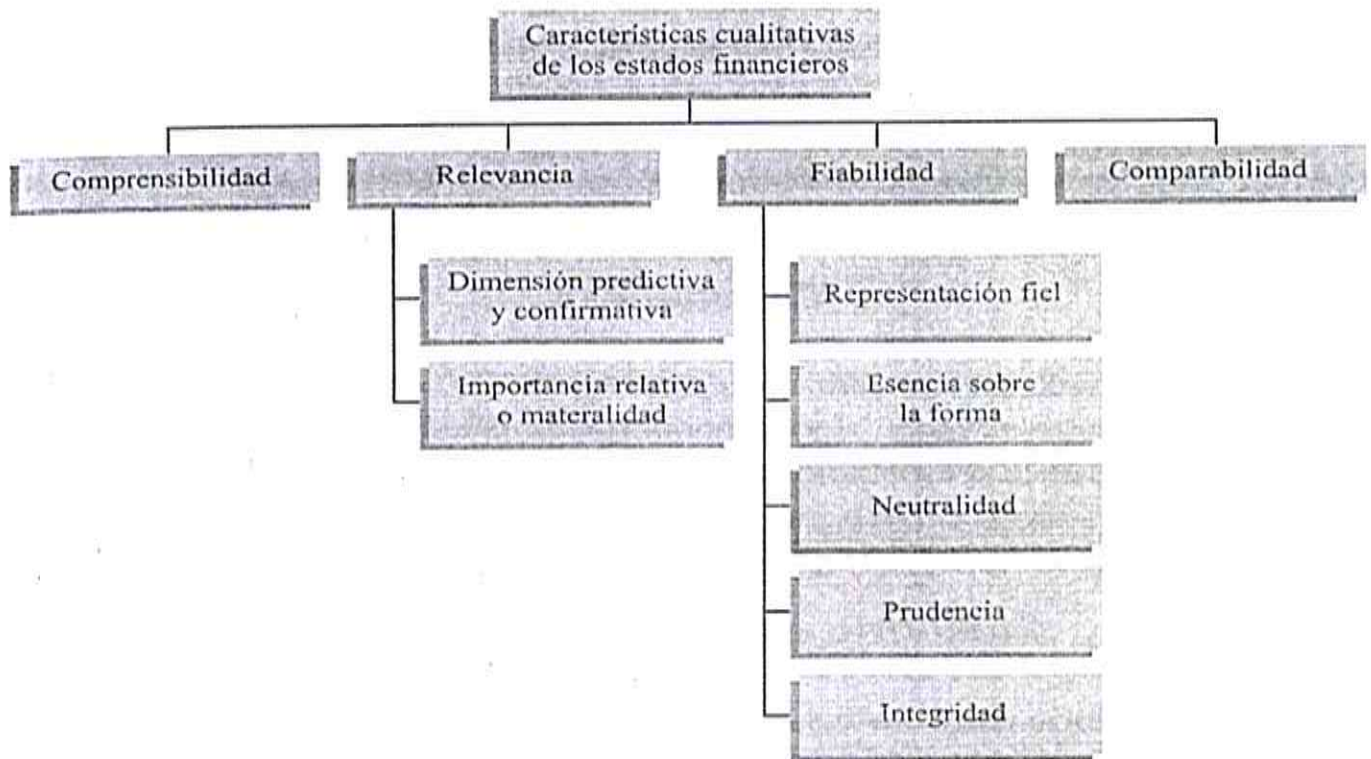 Características cualitativas
de los estados financieros
Comprensibilidad
Relevancia
Fiabilidad
Comparabilidad
Dimensión predictiva
y confirmativa
Importancia relativa
o materalidad
Representación fiel
Esencia sobre
la forma
Neutralidad
Prudencia
Integridad